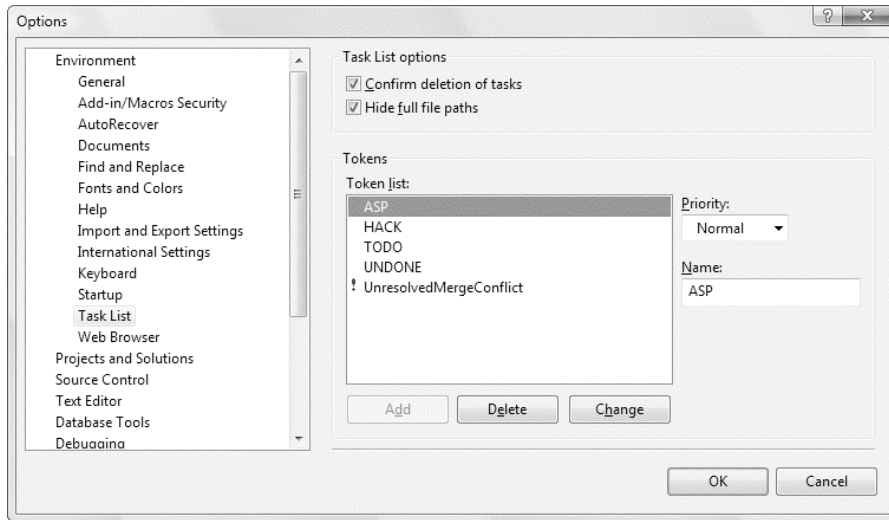 Options
Environment
General
Add-in/Macros Security
AutoRecover
Documents
Find and Replace
Fonts and Colors
Help
Import and Export Settings
International Settings
Keyboard
Startup
Task List
Web Browser
Projects and Solutions
Source Control
Text Editor
Database Tools
Debugging
Task List options
Confirm deletion of tasks
Hide full file paths
Tokens
Token list:
ASP
HACK
TODO
UNDONE
! UnresolvedMergeConflict
Priority:
Normal
Name:
ASP
Add
Delete
Change
OK
Cancel